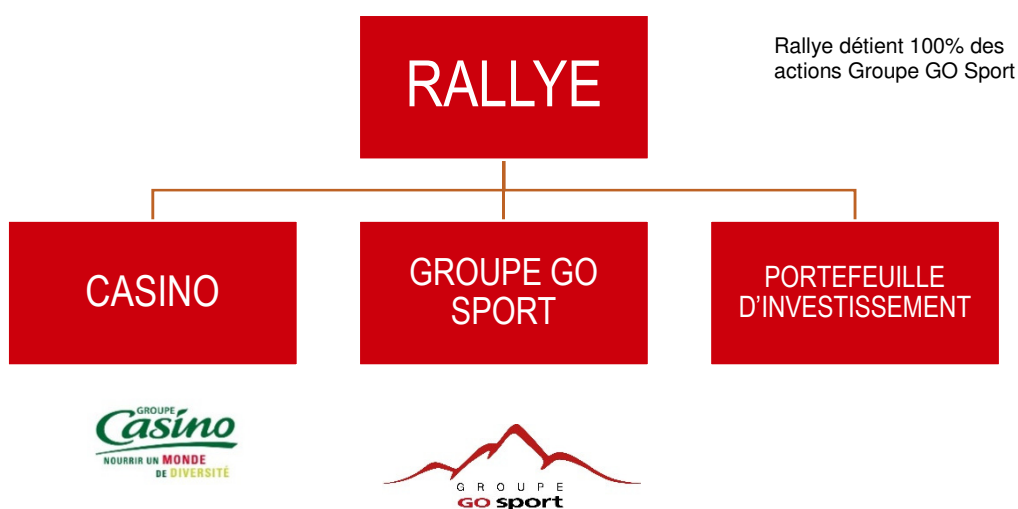 RALLYE
Rallye détient 100% des
actions Groupe GO Sport
CASINO
GROUPE GO
SPORT
PORTEFEUILLE
D'INVESTISSEMENT
GROUPE
Casino
NOURRIR UN MONDE
DE DIVERSITÉ
GROUPE
GO sport